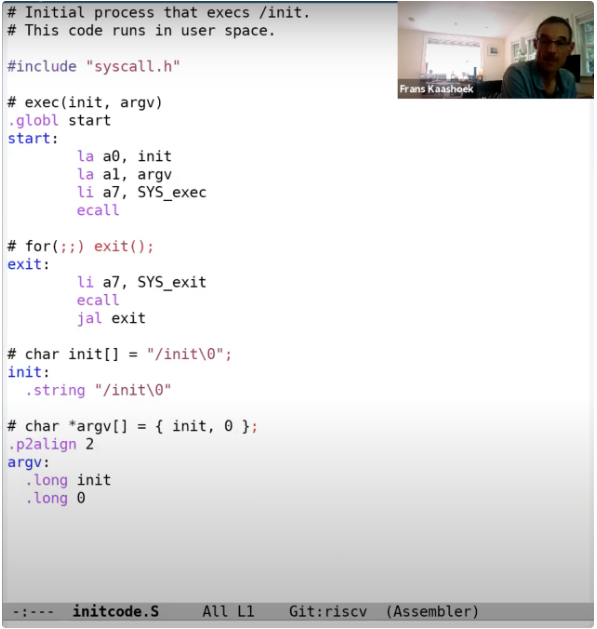 # Initial process that execs /init.
# This code runs in user space.
#include "syscall.h"
# exec(init, argv)
.globl start
start:
la a0, init
la a1, argv
li a7, SYS_exec
ecall
# for(;;) exit();
exit:
li a7, SYS_exit
ecall
jal exit
# char init[] = "/init\0";
init:
.string "/init\0"
# char *argv[] = { init, 0 };
.p2align 2
argv:
.long init
.long 0
-:--- initcode.S All L1 Git:riscv (Assembler)
Frans Kaashoek